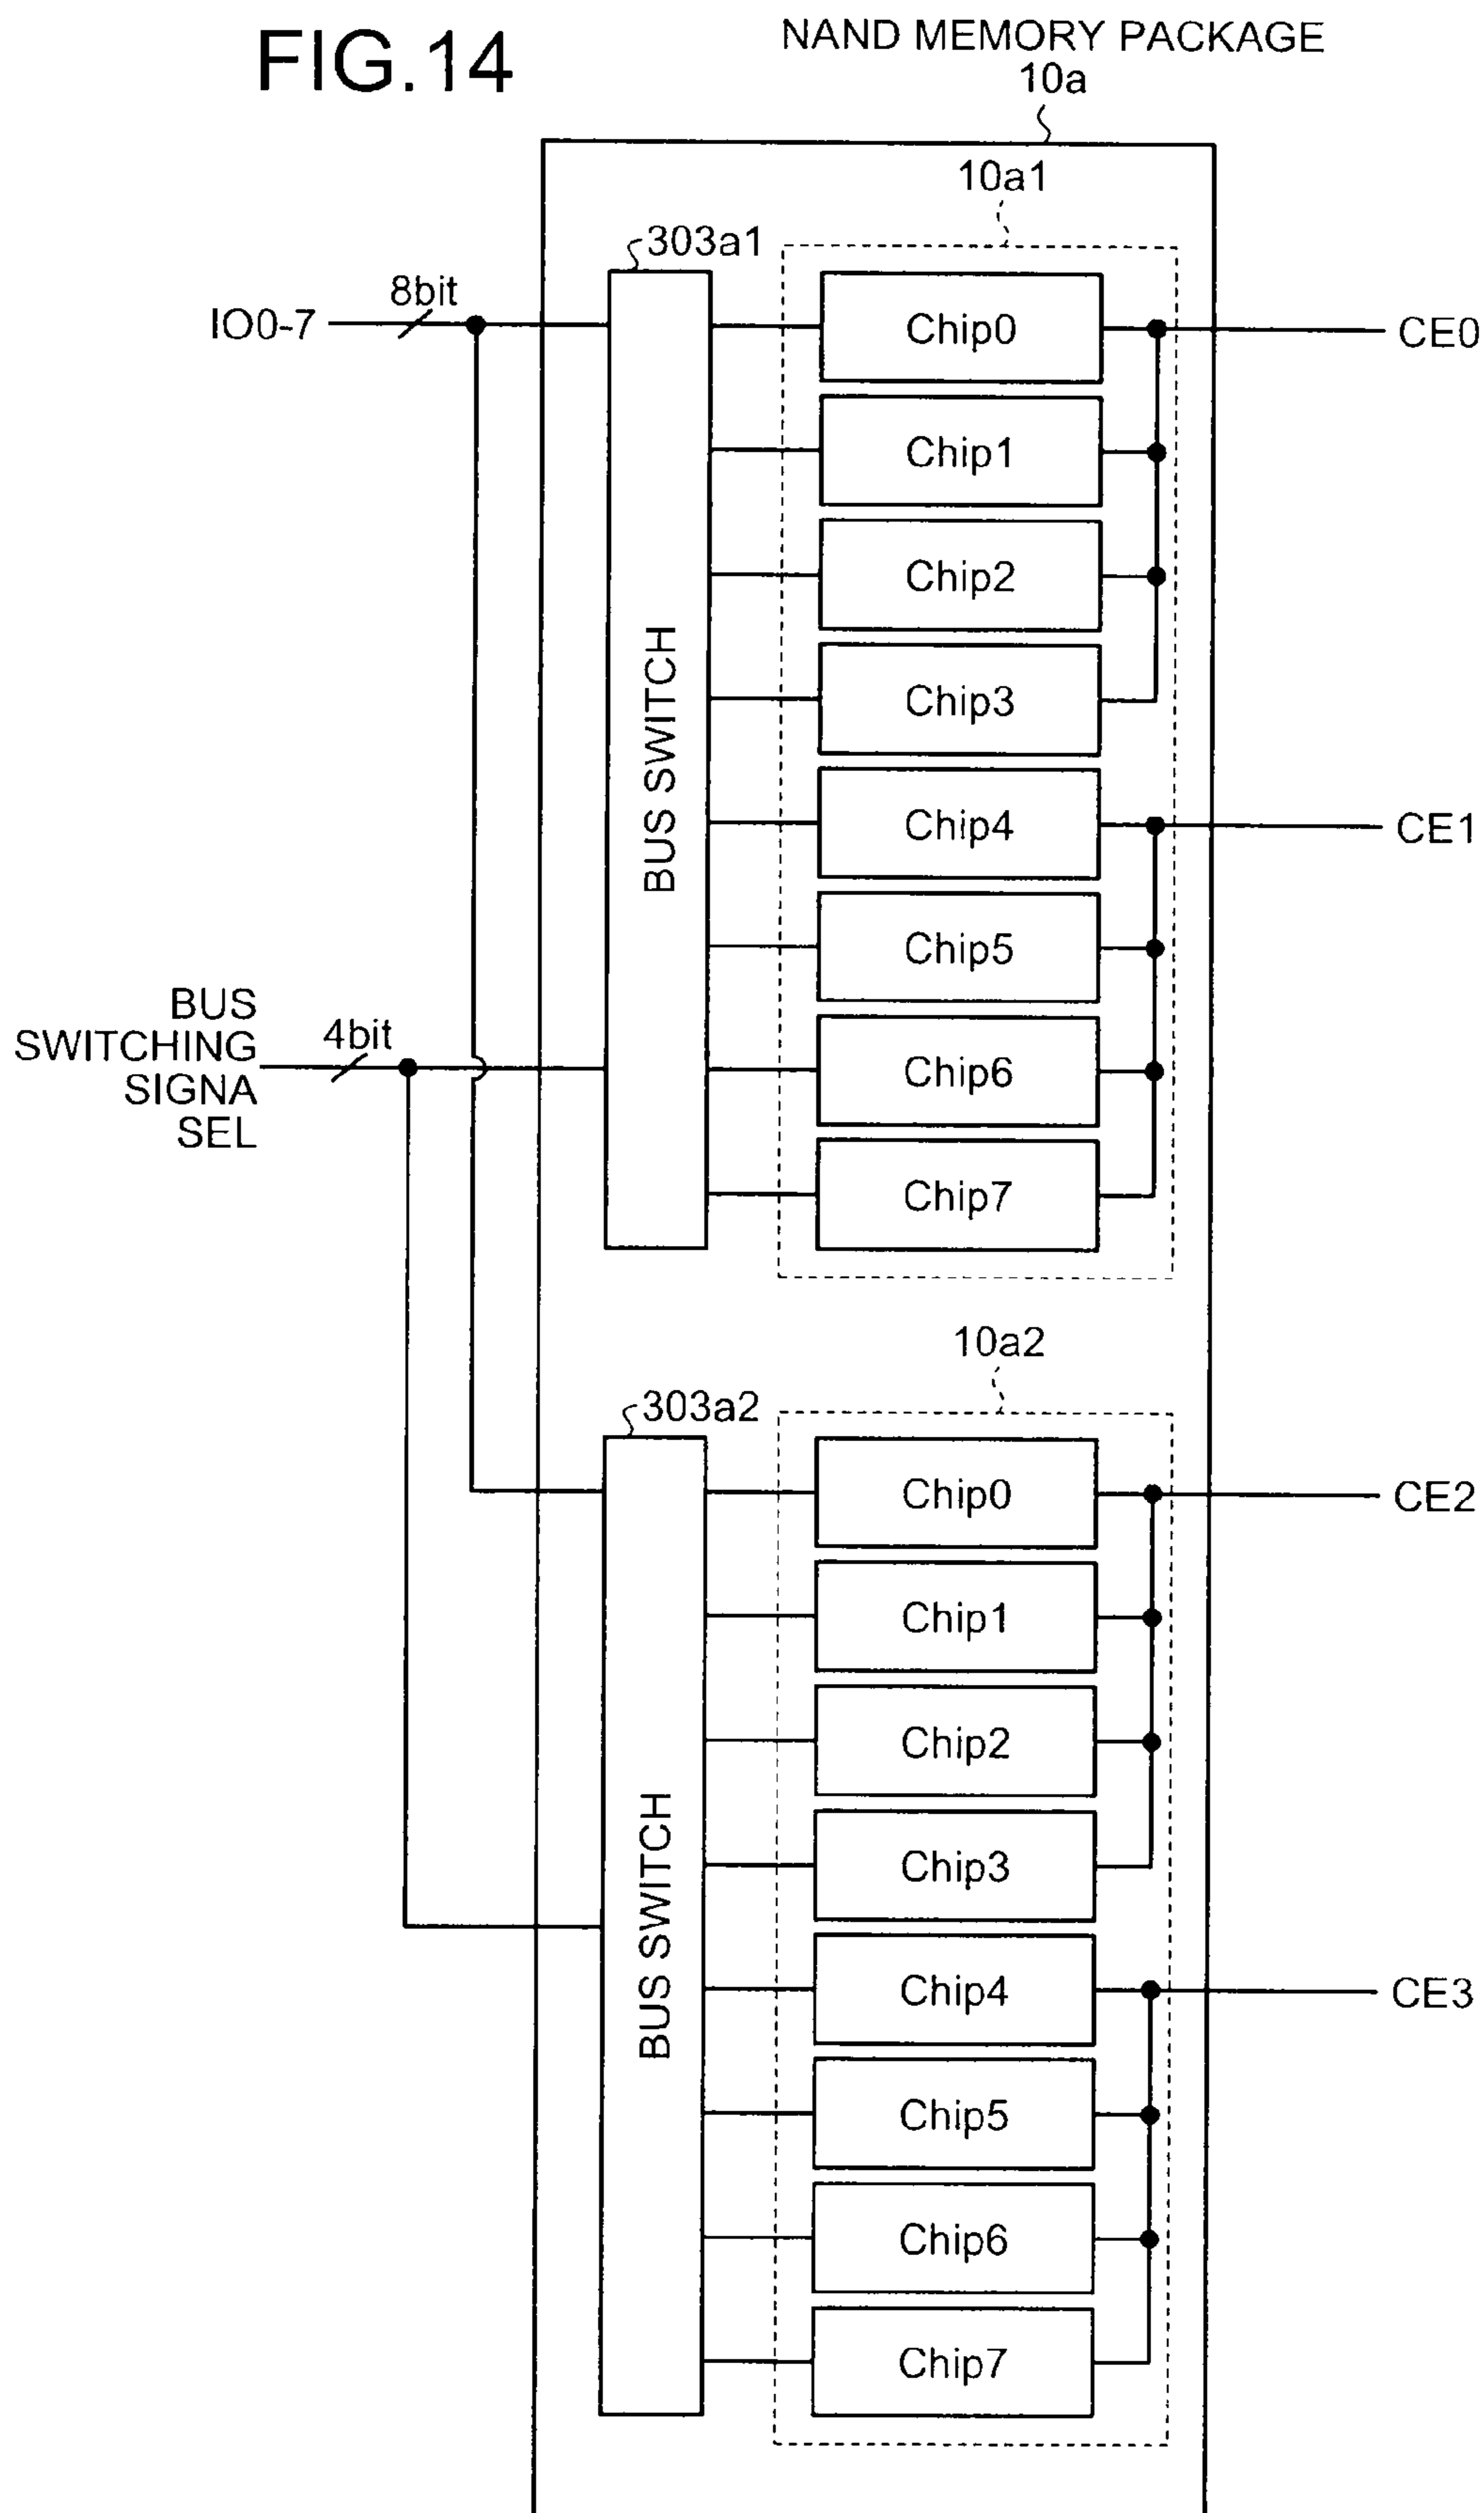 FIG.14
NAND MEMORY PACKAGE
10a
10a1
303a1
8bit
IO0-7
BUS SWITCH
Chip0
Chip1
Chip2
Chip3
Chip4
Chip5
Chip6
Chip7
CE0
CE1
BUS
SWITCHING
SIGNA
SEL
4bit
10a2
303a2
BUS SWITCH
Chip0
Chip1
Chip2
Chip3
Chip4
Chip5
Chip6
Chip7
CE2
CE3